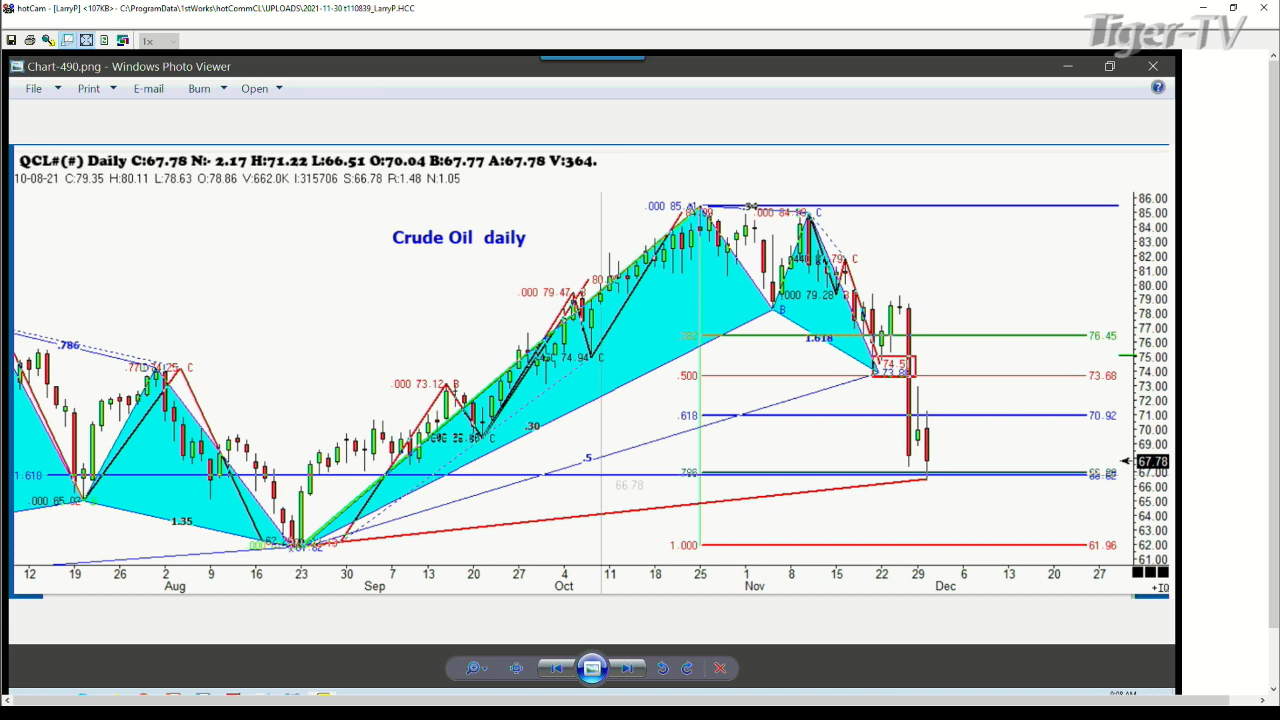 hotCam - [LarryP] <107KB>- C:\ProgramData\1stWorks\hotCommCL\UPLOADS\2021-11-30 t110839_LarryP.HCC
Tiger-TV
1x
Chart-490.png - Windows Photo Viewer
File Print E-mail Burn Open
QCL#(#) Daily C:67.78 N:- 2.17 H:71.22 L:66.51 O:70.04 B:67.77 A:67.78 V:364.
10-08-21 C:79.35 H:80.11 L:78.63 O:78.86 V:662.0K I:315706 S:66.78 R:1.48 N:1.05
Crude Oil daily
86.00
85.00
84.00
83.00
82.00
81.00
80.00
79.00
78.00
77.00
76.00
75.00
74.00
73.00
72.00
71.00
70.00
69.00
68.00
67.78
67.00
66.00
65.00
64.00
63.00
62.00
61.00
.000 85
.000 79.47
.000 79.28 B
B
C
76.45
1.618
.786
74.94 C
.500 73.68
.000 73.12 B
.618 70.92
.30
.5
1.618
66.78
.000 65.02
1.35
1.000 61.96
12 19 26 2 9 16 23 30 7 13 20 27 4 11 18 25 1 8 15 22 29 6 13 20 27
Aug Sep Oct Nov Dec
+TQ